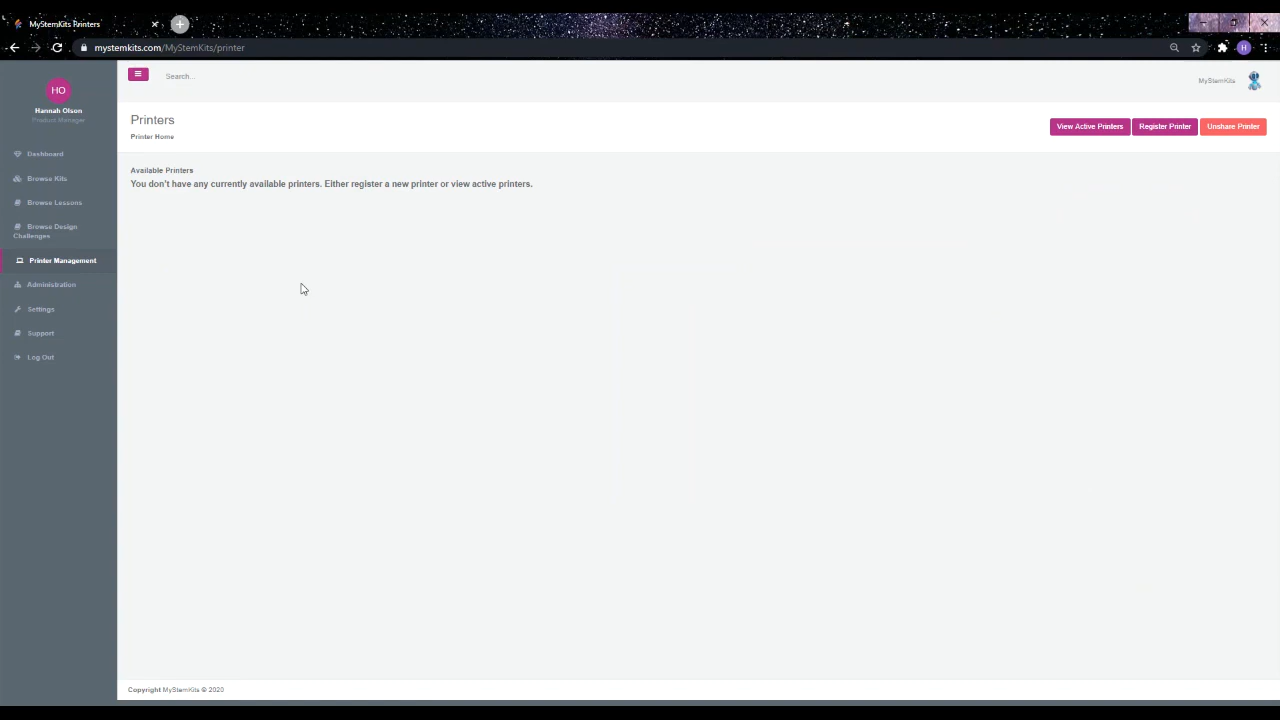 MyStemKits Printers
mystemkits.com/MyStemKits/printer
H
HO
Hannah Olson
Product Manager
Dashboard
Browse Kits
Browse Lessons
Browse Design
Challenges
Printer Management
Administration
Settings
Support
Log Out
Search...
MyStemKits
Printers
Printer Home
View Active Printers
Register Printer
Unshare Printer
Available Printers
You don't have any currently available printers. Either register a new printer or view active printers.
Copyright MyStemKits © 2020